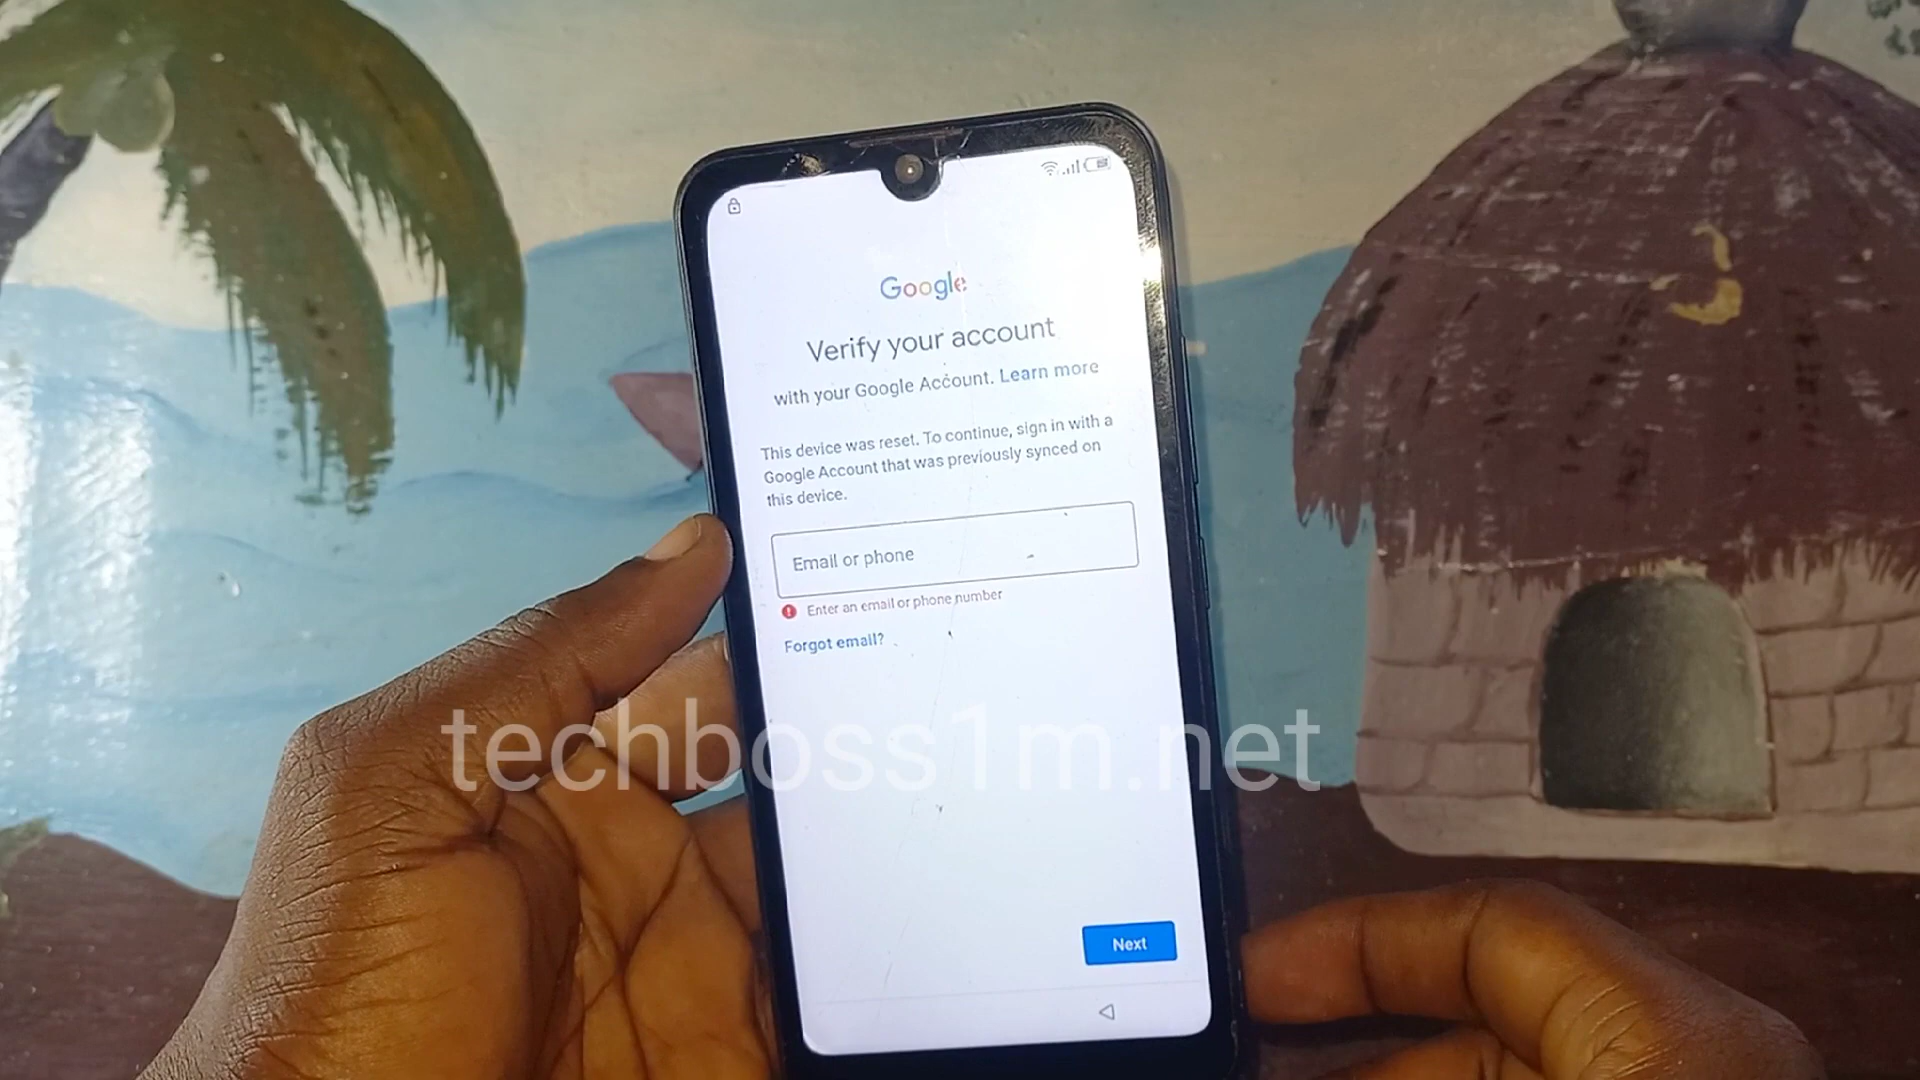 Google
Verify your account
with your Google Account. Learn more
This device was reset. To continue, sign in with a
Google Account that was previously synced on
this device.
Email or phone
Enter an email or phone number
Forgot email?
techboss1m.net
Next